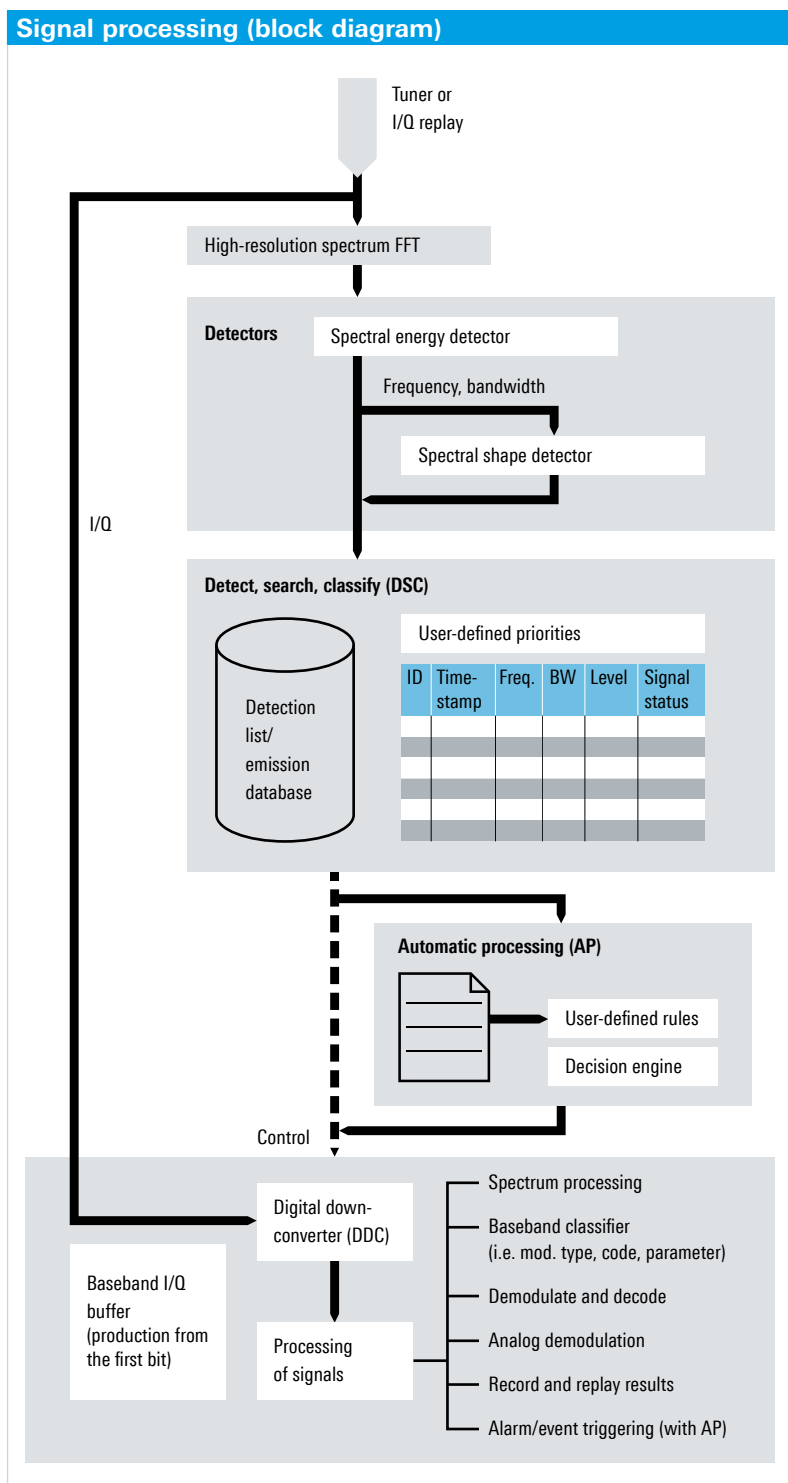 Signal processing (block diagram)
Tuner or
I/Q replay
High-resolution spectrum FFT
Detectors
Spectral energy detector
Frequency, bandwidth
Spectral shape detector
I/Q
Detect, search, classify (DSC)
Detection
list/
emission
database
User-defined priorities
ID Time- Freq. BW Level Signal
stamp status
Automatic processing (AP)
User-defined rules
Decision engine
Control
Digital down-
converter (DDC)
Baseband I/Q
buffer
(production from
the first bit)
Processing
of signals
Spectrum processing
Baseband classifier
(i.e. mod. type, code, parameter)
Demodulate and decode
Analog demodulation
Record and replay results
Alarm/event triggering (with AP)